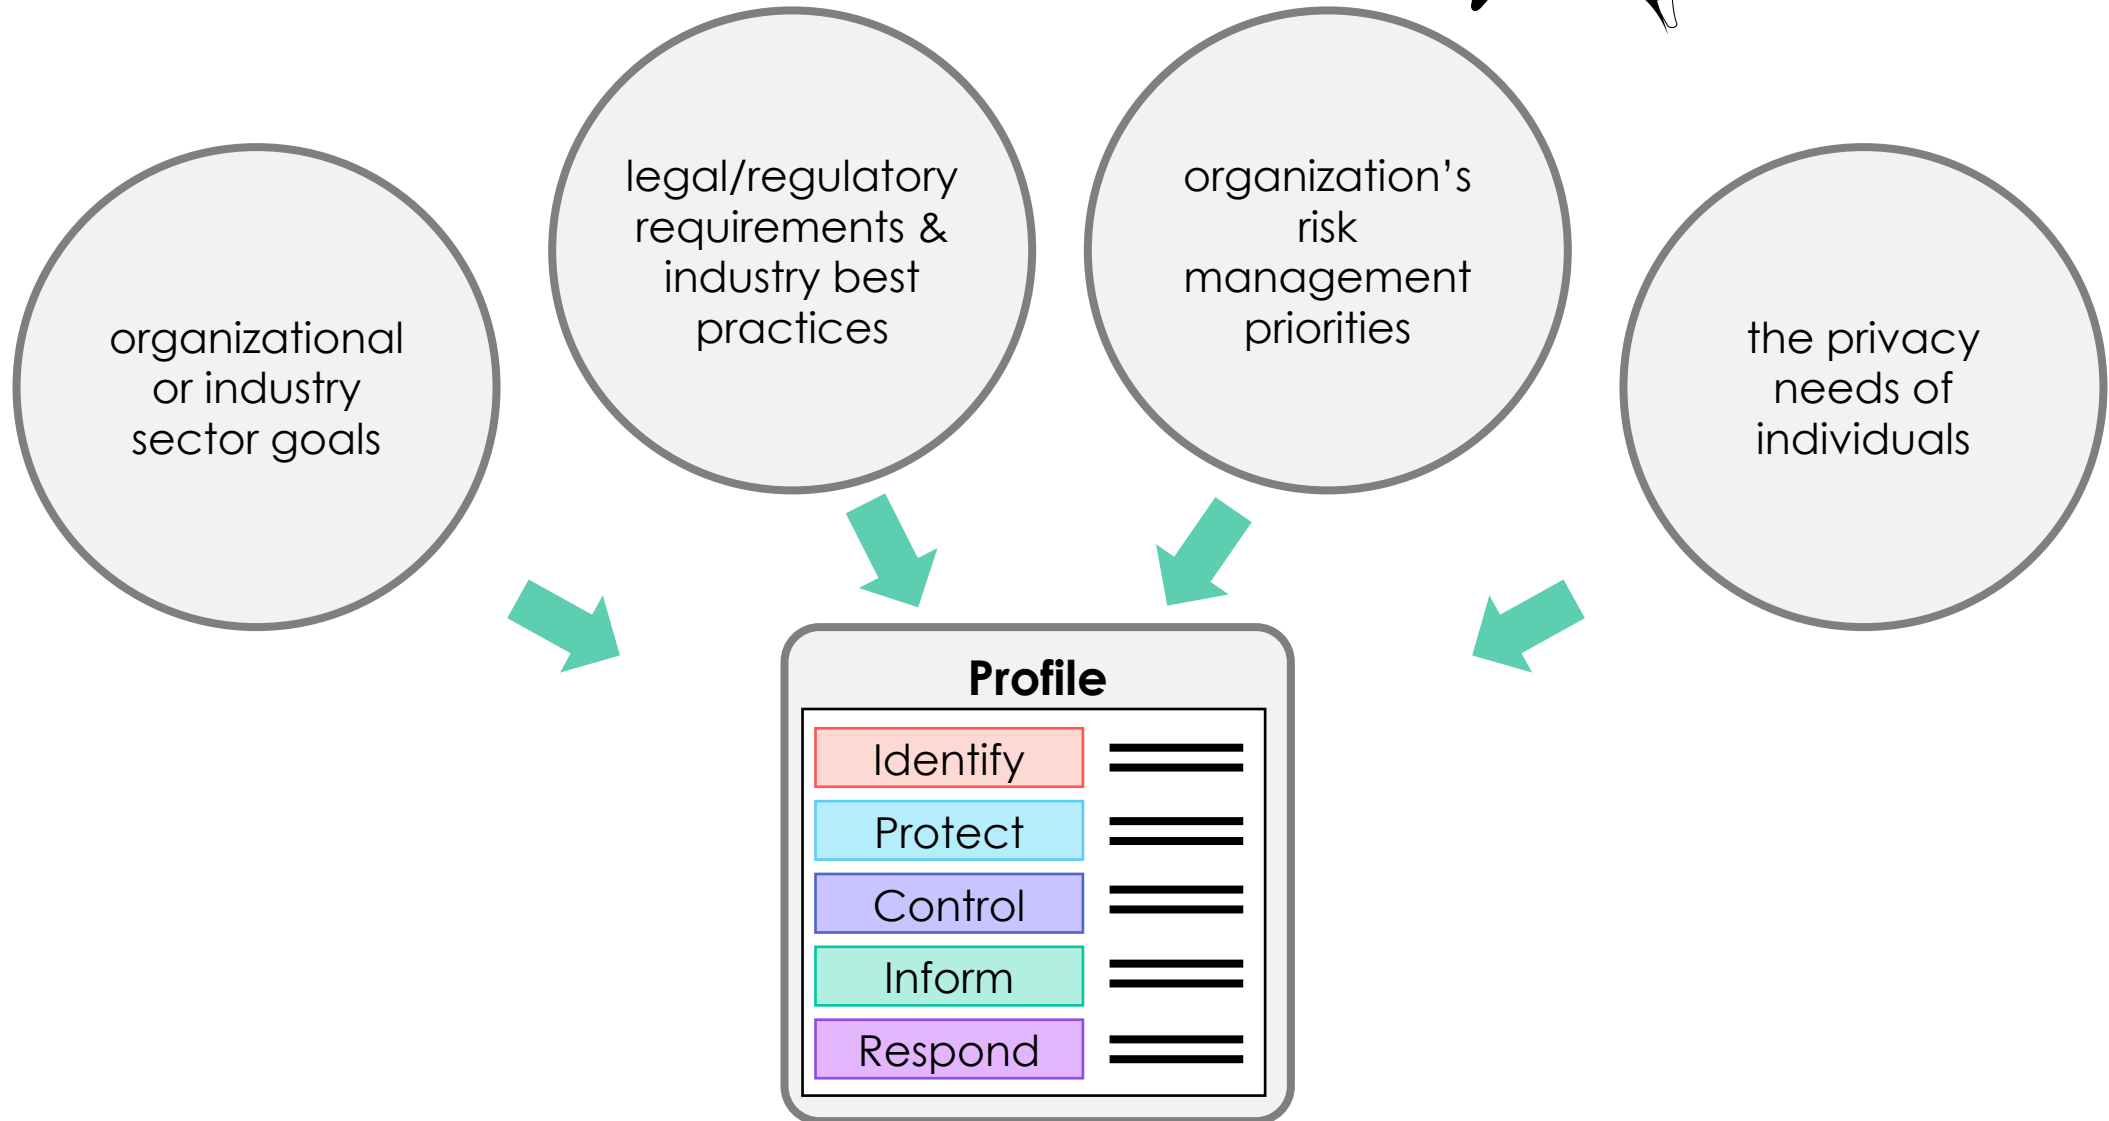 organizational
or industry
sector goals
legal/regulatory
requirements &
industry best
practices
organization’s
risk
management
priorities
the privacy
needs of
individuals
Profile
Identify
Protect
Control
Inform
Respond